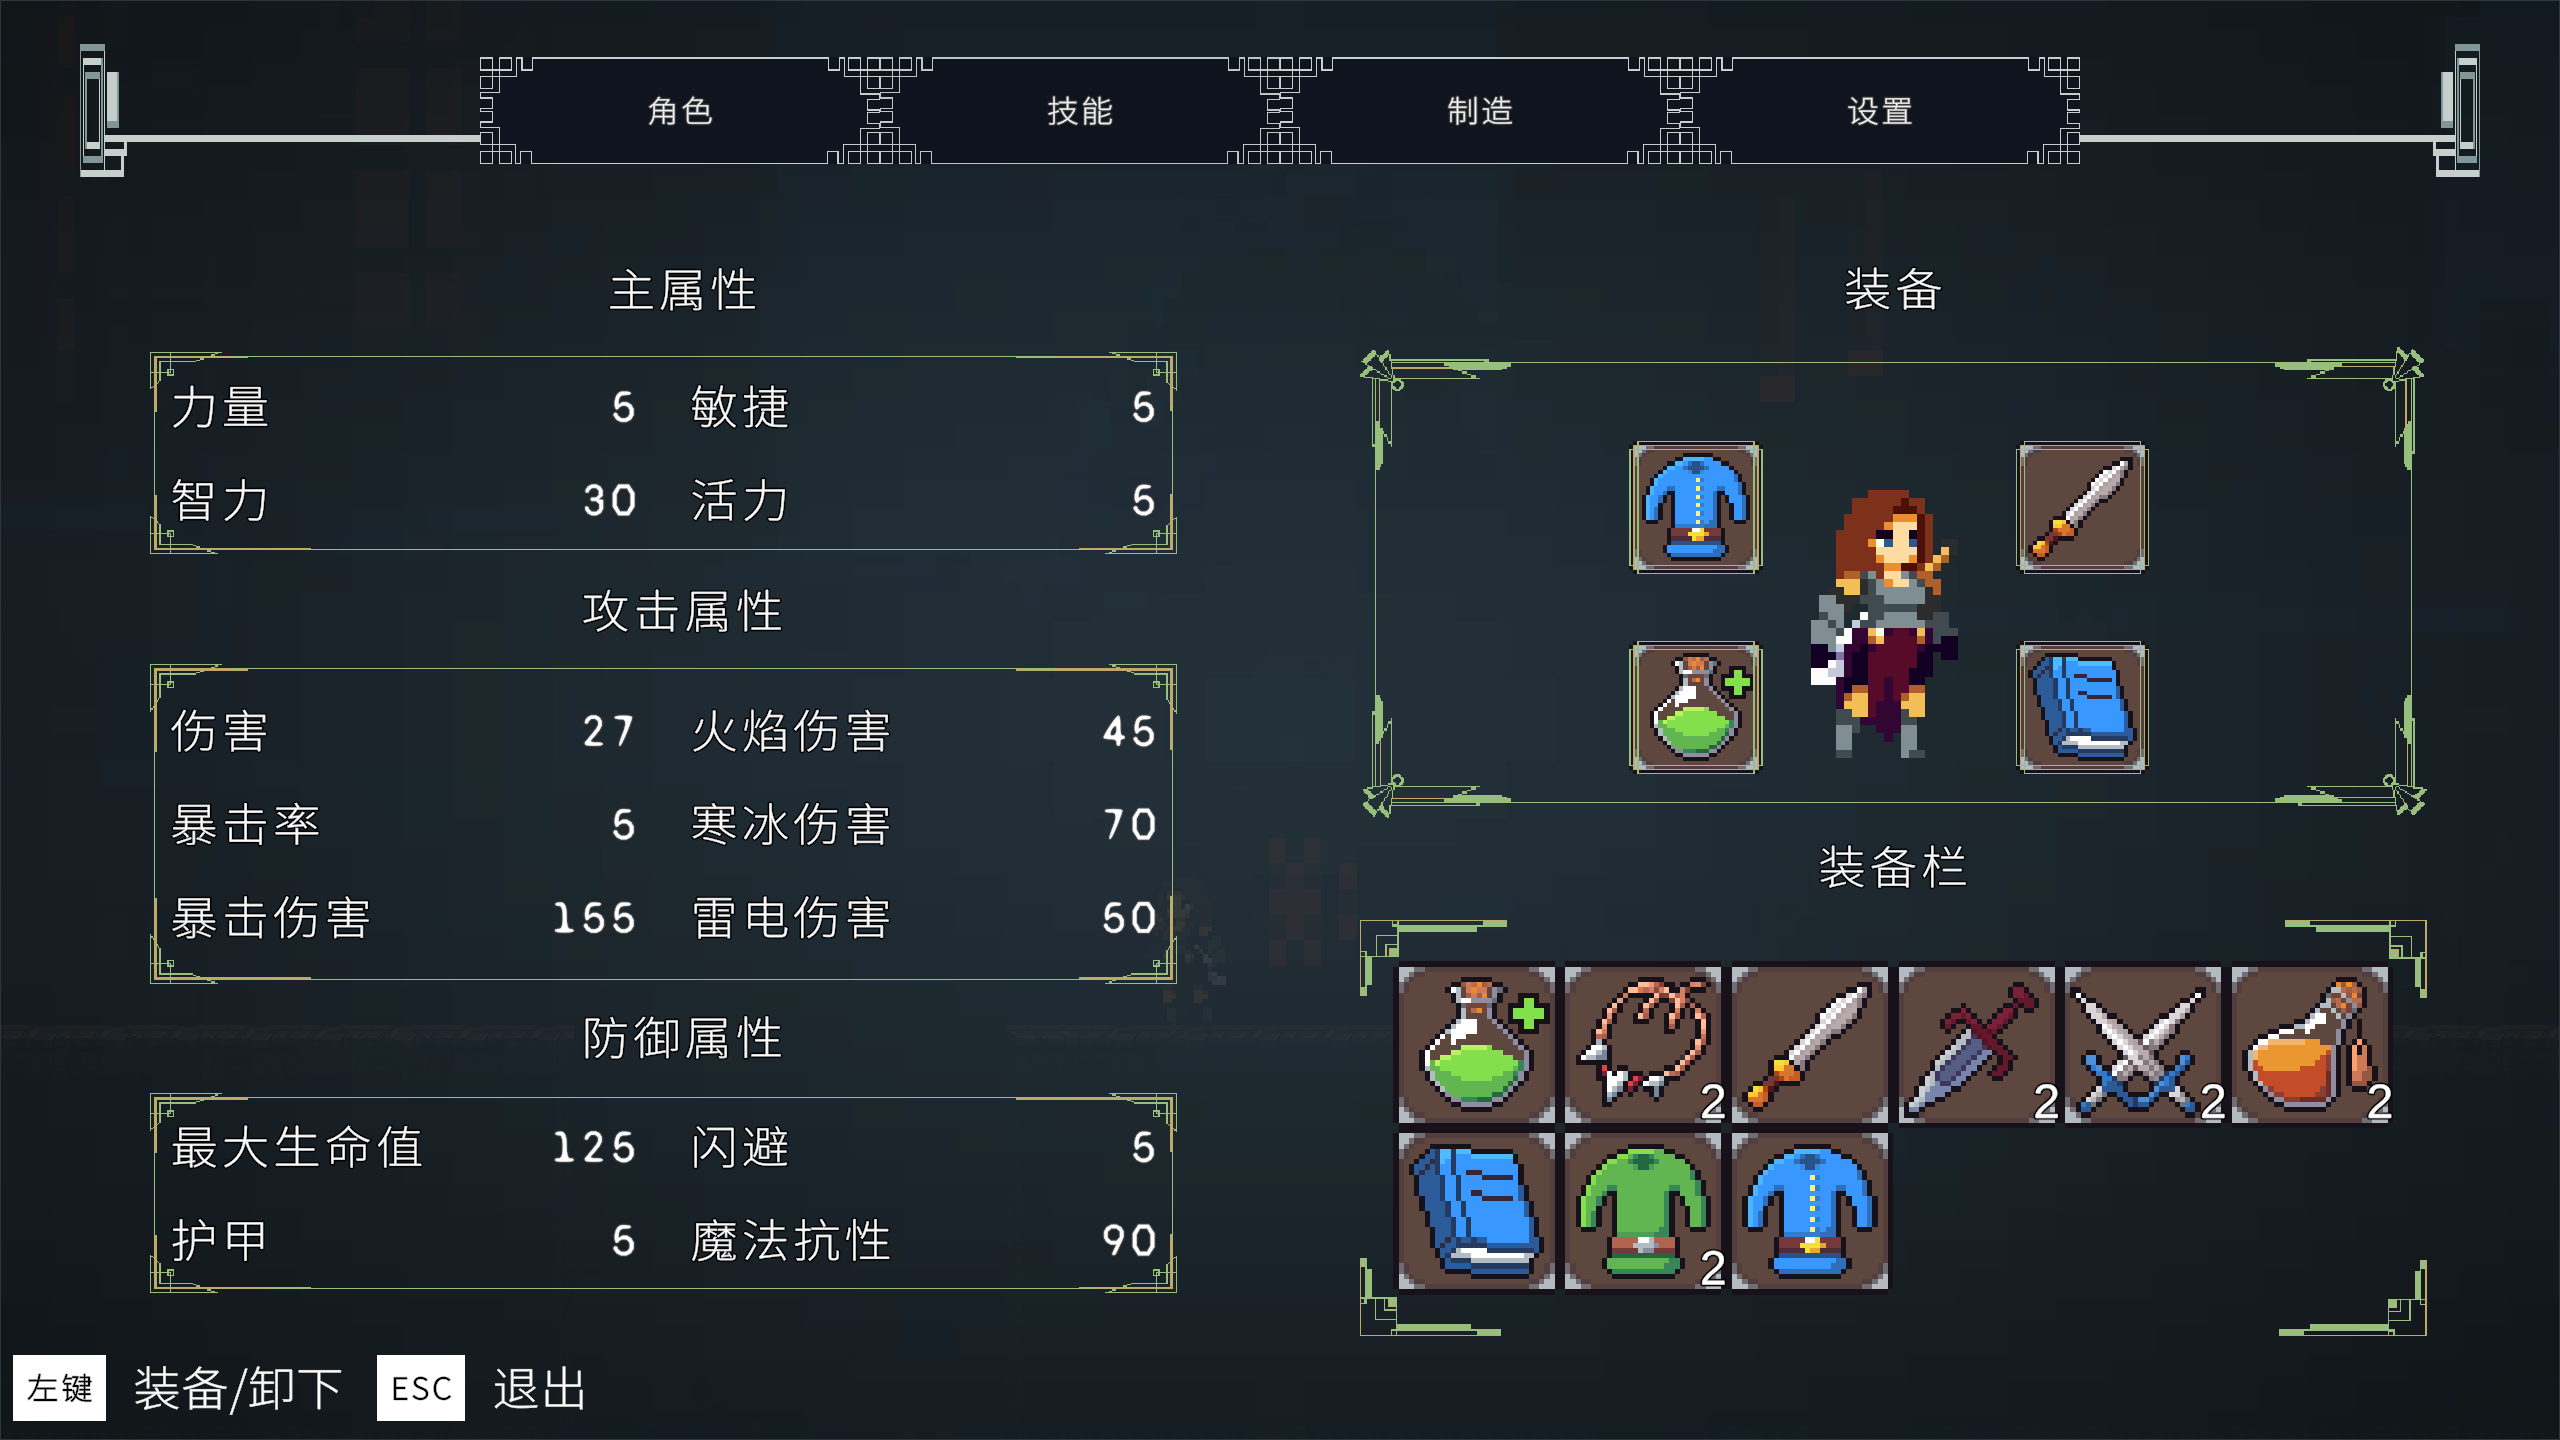 角色 技能 制造 设置
主属性
力量 5 敏捷 5
智力 30 活力 5
攻击属性
伤害 27 火焰伤害 45
暴击率 5 寒冰伤害 70
暴击伤害 155 雷电伤害 50
防御属性
最大生命值 125 闪避 5
护甲 5 魔法抗性 90
装备
装备栏
2 2 2 2
2
左键 装备/卸下 ESC 退出